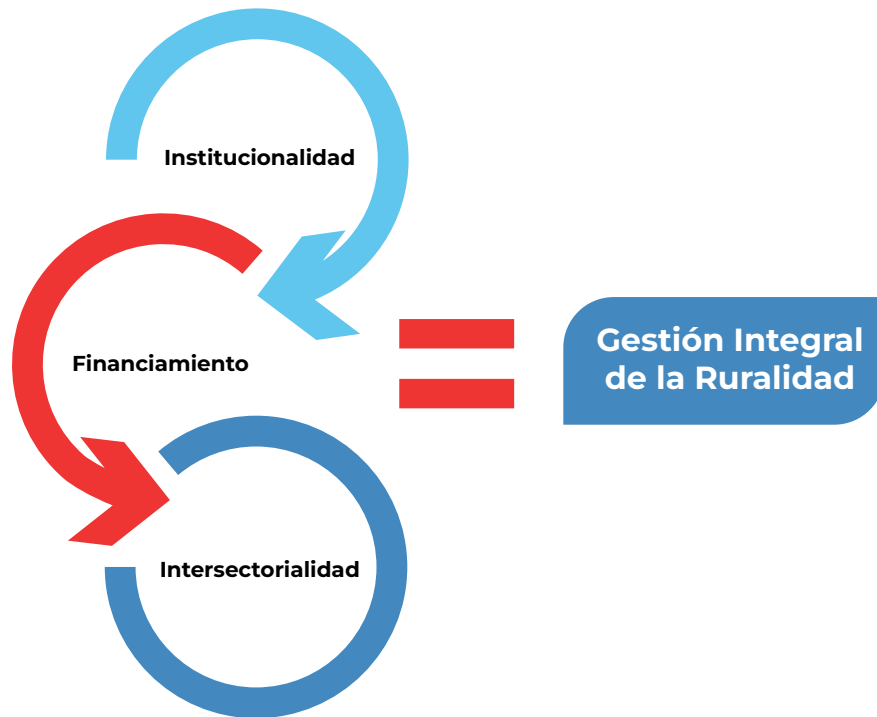 Institucionalidad
Financiamiento
Gestión Integral
de la Ruralidad
Intersectorialidad